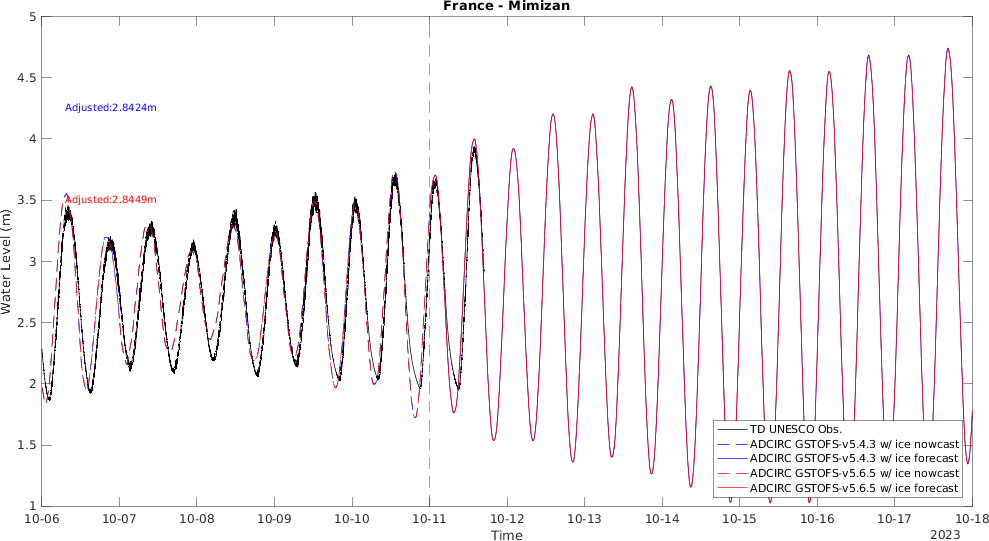 France - Mimizan
5
4.5
4
3.5
3
2.5
2
1.5
1
Water Level (m)
Adjusted:2.8424m
Adjusted:2.8449m
TD UNESCO Obs.
ADCIRC GSTOFS-v5.4.3 w/ ice nowcast
ADCIRC GSTOFS-v5.4.3 w/ ice forecast
ADCIRC GSTOFS-v5.6.5 w/ ice nowcast
ADCIRC GSTOFS-v5.6.5 w/ ice forecast
10-06 10-07 10-08 10-09 10-10 10-11 10-12 10-13 10-14 10-15 10-16 10-17 10-18
Time
2023